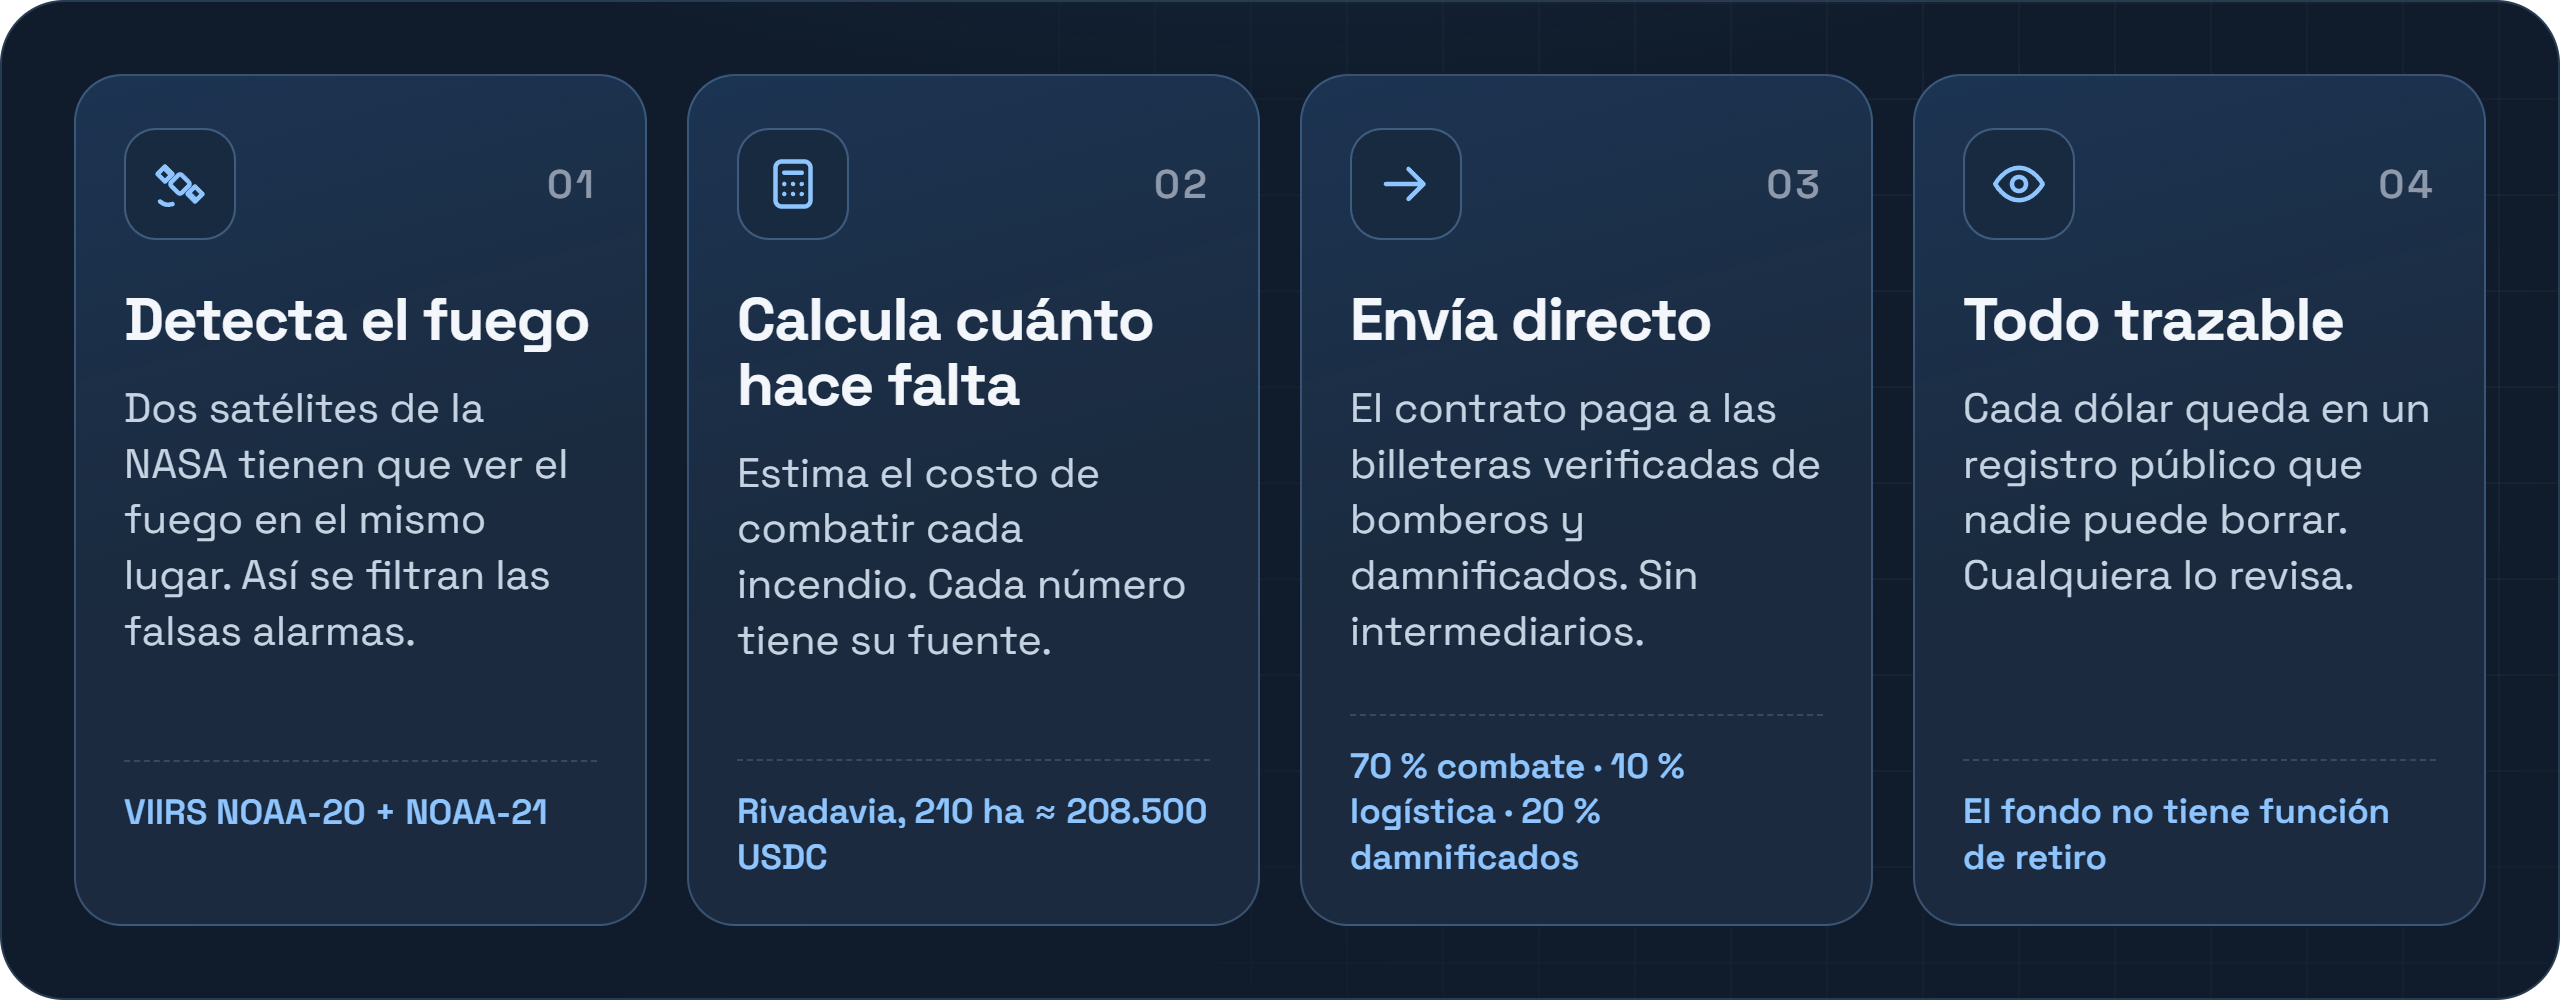 01
Detecta el fuego
Dos satélites de la
NASA tienen que ver el
fuego en el mismo
lugar. Así se filtran las
falsas alarmas.
VIIRS NOAA-20 + NOAA-21
02
Calcula cuánto
hace falta
Estima el costo de
combatir cada
incendio. Cada número
tiene su fuente.
Rivadavia, 210 ha ≈ 208.500
USDC
03
Envía directo
El contrato paga a las
billeteras verificadas de
bomberos y
damnificados. Sin
intermediarios.
70 % combate · 10 %
logística · 20 %
damnificados
04
Todo trazable
Cada dólar queda en un
registro público que
nadie puede borrar.
Cualquiera lo revisa.
El fondo no tiene función
de retiro